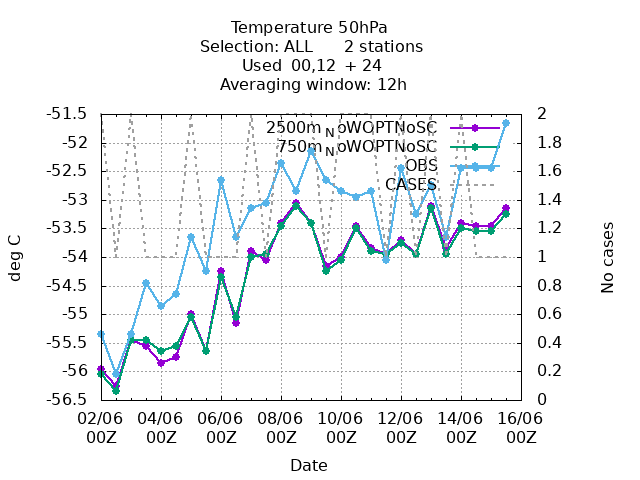 Temperature 50hPa
Selection: ALL 2 stations
Used 00,12 + 24
Averaging window: 12h
-51.5 2
2500m NoWOPTNoSC
-52 1.8
750m NoWOPTNoSC
-52.5 OBS 1.6
CASES
-53 1.4
-53.5 1.2
-54 1
-54.5 0.8
-55 0.6
-55.5 0.4
-56 0.2
-56.5 0
deg C
No cases
02/06 04/06 06/06 08/06 10/06 12/06 14/06 16/06
00Z 00Z 00Z 00Z 00Z 00Z 00Z 00Z
Date